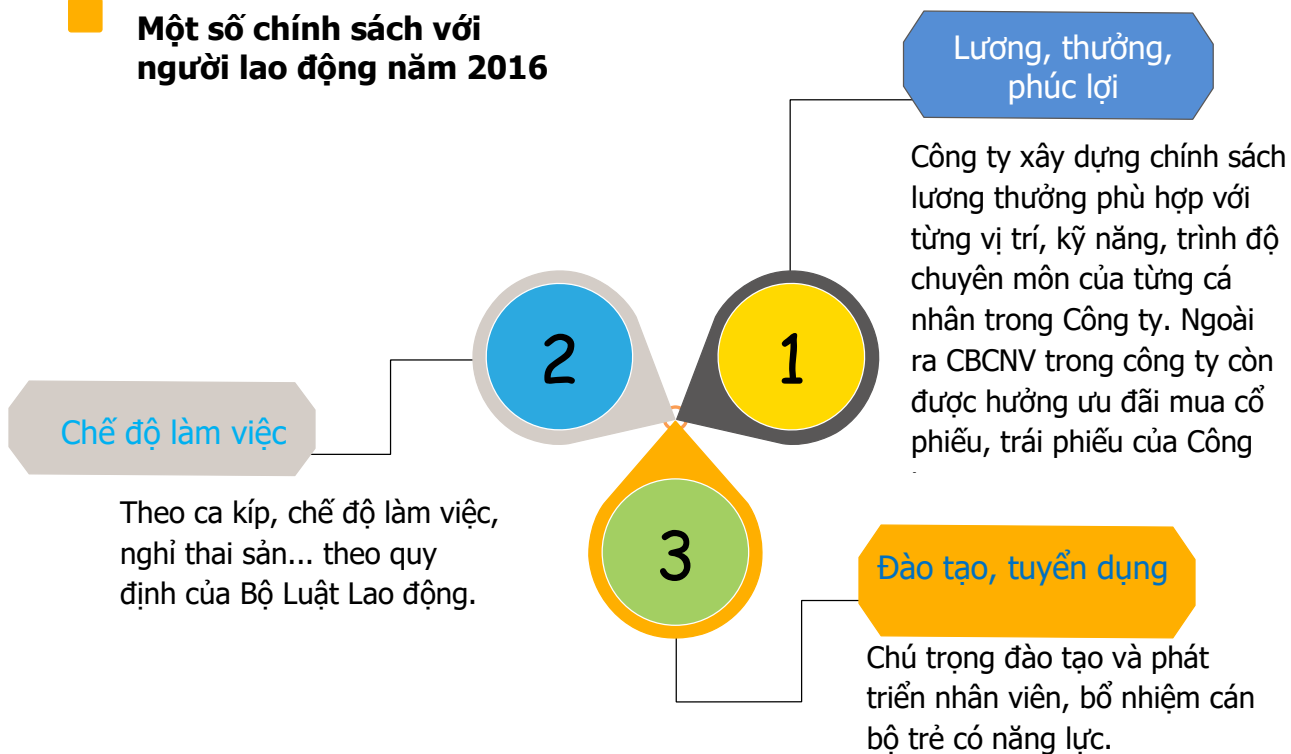 Một số chính sách với
người lao động năm 2016
Lương, thưởng,
phúc lợi
Công ty xây dựng chính sách
lương thưởng phù hợp với
từng vị trí, kỹ năng, trình độ
chuyên môn của từng cá
nhân trong Công ty. Ngoài
ra CBCNV trong công ty còn
được hưởng ưu đãi mua cổ
phiếu, trái phiếu của Công
1
2
Chế độ làm việc
Theo ca kíp, chế độ làm việc,
nghỉ thai sản... theo quy
định của Bộ Luật Lao động.
3
Đào tạo, tuyển dụng
Chú trọng đào tạo và phát
triển nhân viên, bổ nhiệm cán
bộ trẻ có năng lực.